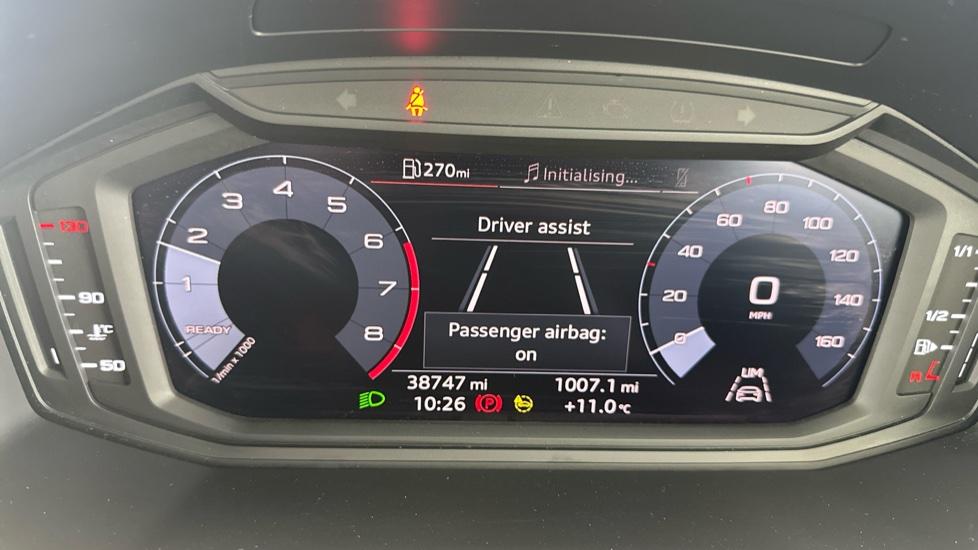 270mi
Initialising...
Driver assist
Passenger airbag:
on
38747 mi
1007.1 mi
10:26
+11.0°C
1
2
3
4
5
6
7
8
READY
1/min x 1000
0
20
40
60
80
100
120
140
160
0
MPH
LIM
130
90
°C
50
1/1
1/2
R